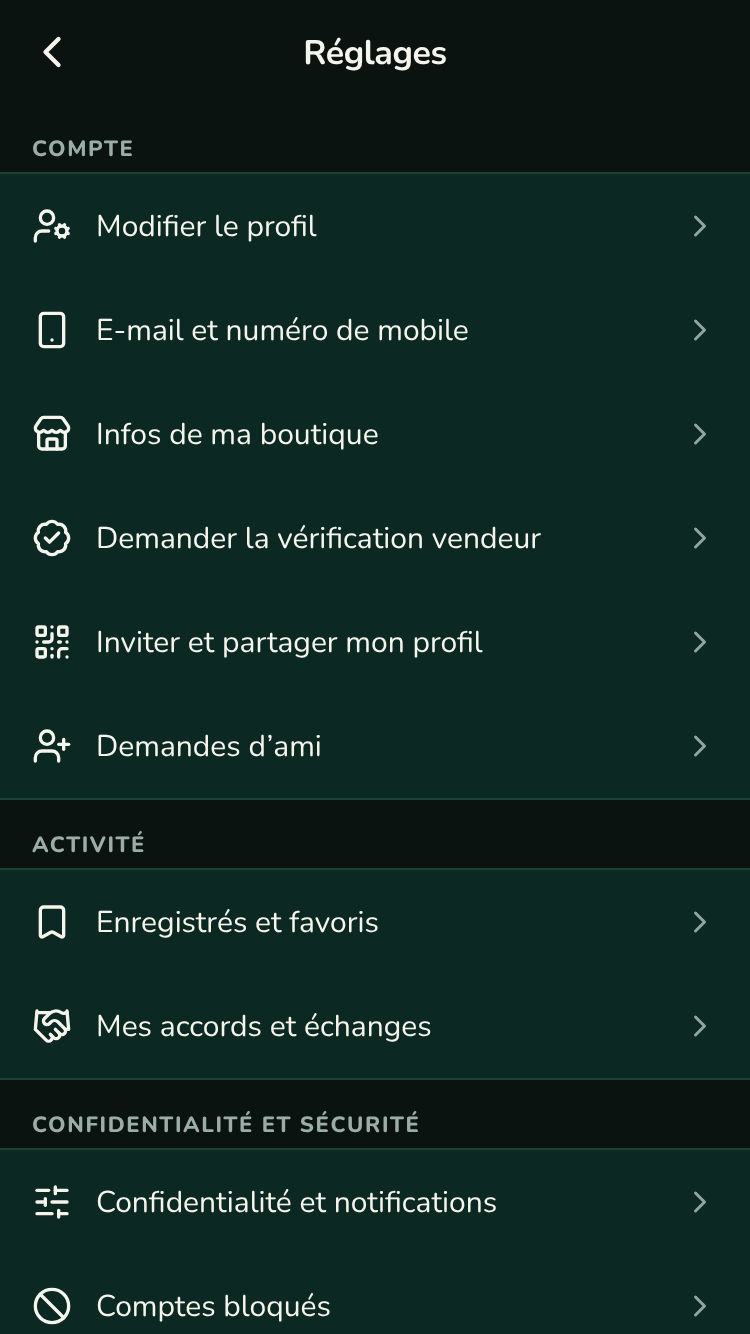 Réglages
COMPTE
Modifier le profil
E-mail et numéro de mobile
Infos de ma boutique
Demander la vérification vendeur
Inviter et partager mon profil
Demandes d’ami
ACTIVITÉ
Enregistrés et favoris
Mes accords et échanges
CONFIDENTIALITÉ ET SÉCURITÉ
Confidentialité et notifications
Comptes bloqués